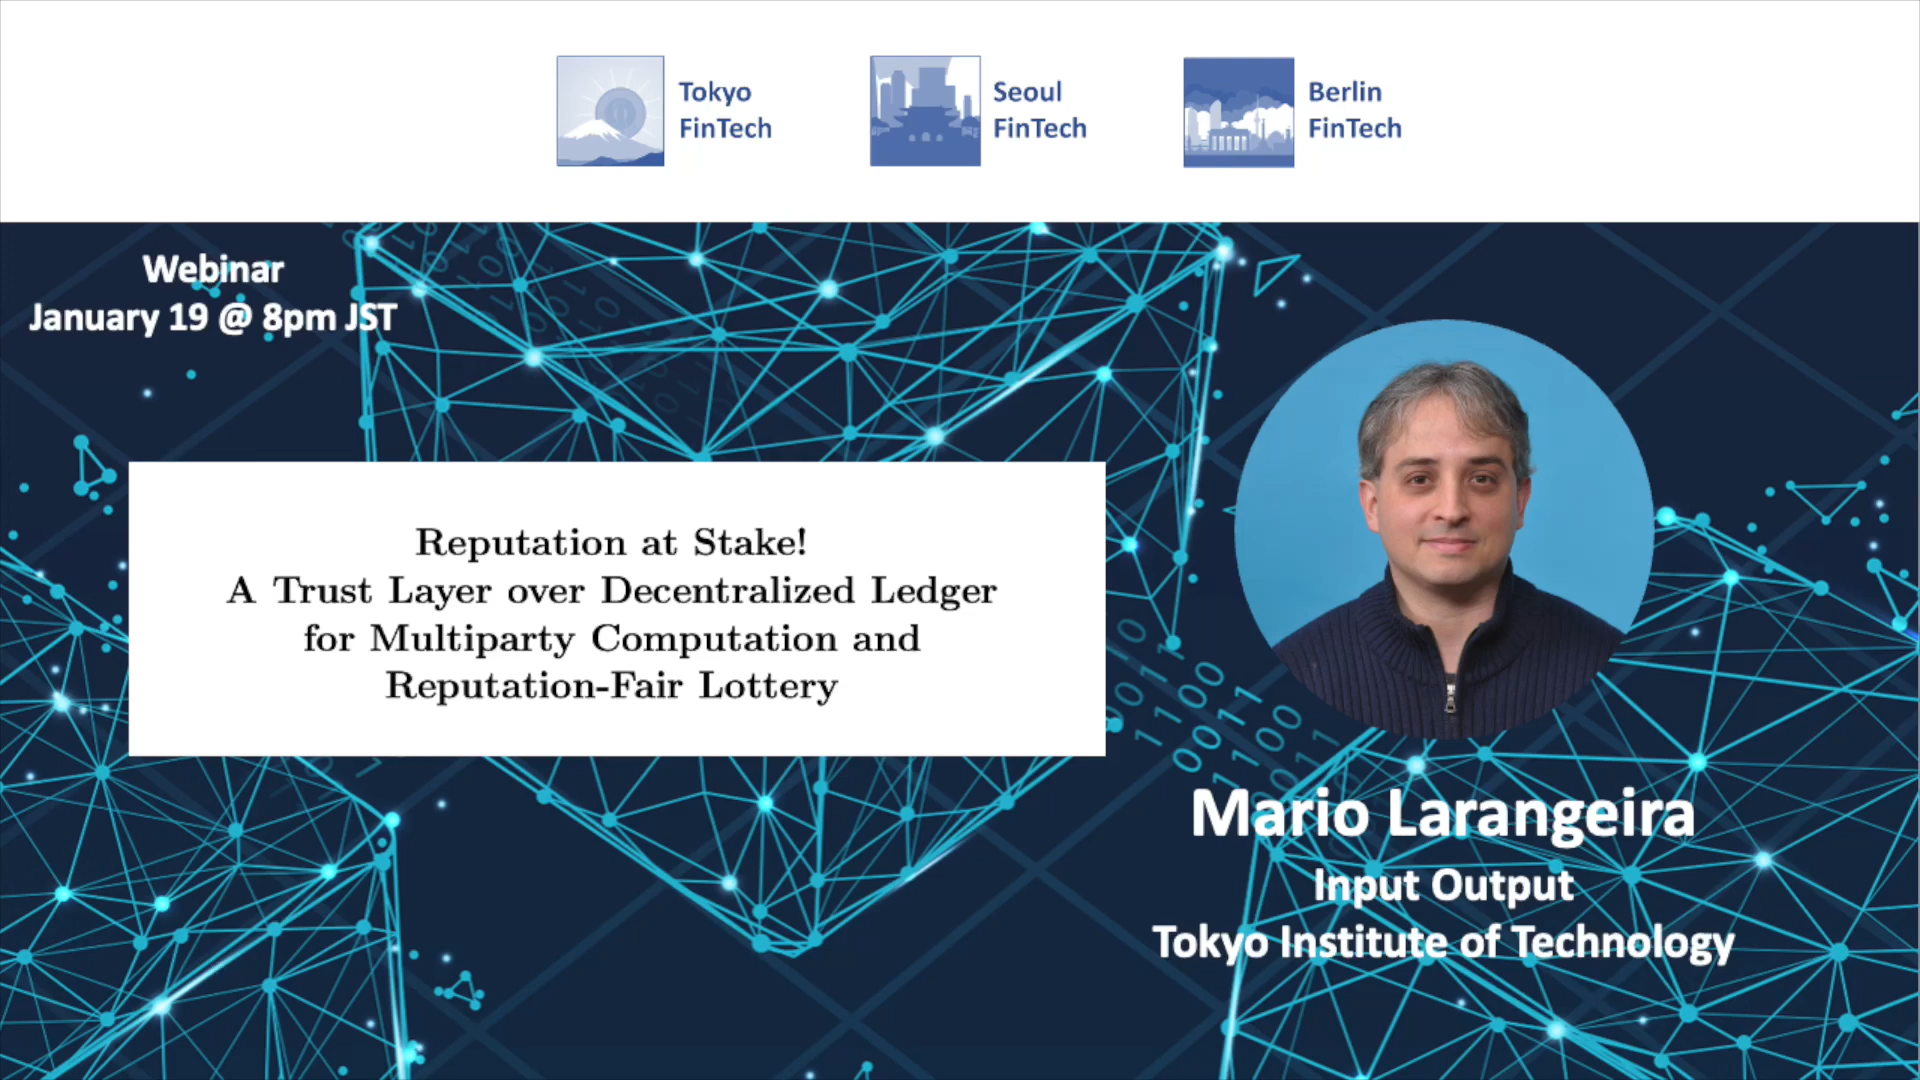 Tokyo
FinTech
Seoul
FinTech
Berlin
FinTech
Webinar
January 19 @ 8pm JST
Reputation at Stake!
A Trust Layer over Decentralized Ledger
for Multiparty Computation and
Reputation-Fair Lottery
Mario Larangeira
Input Output
Tokyo Institute of Technology